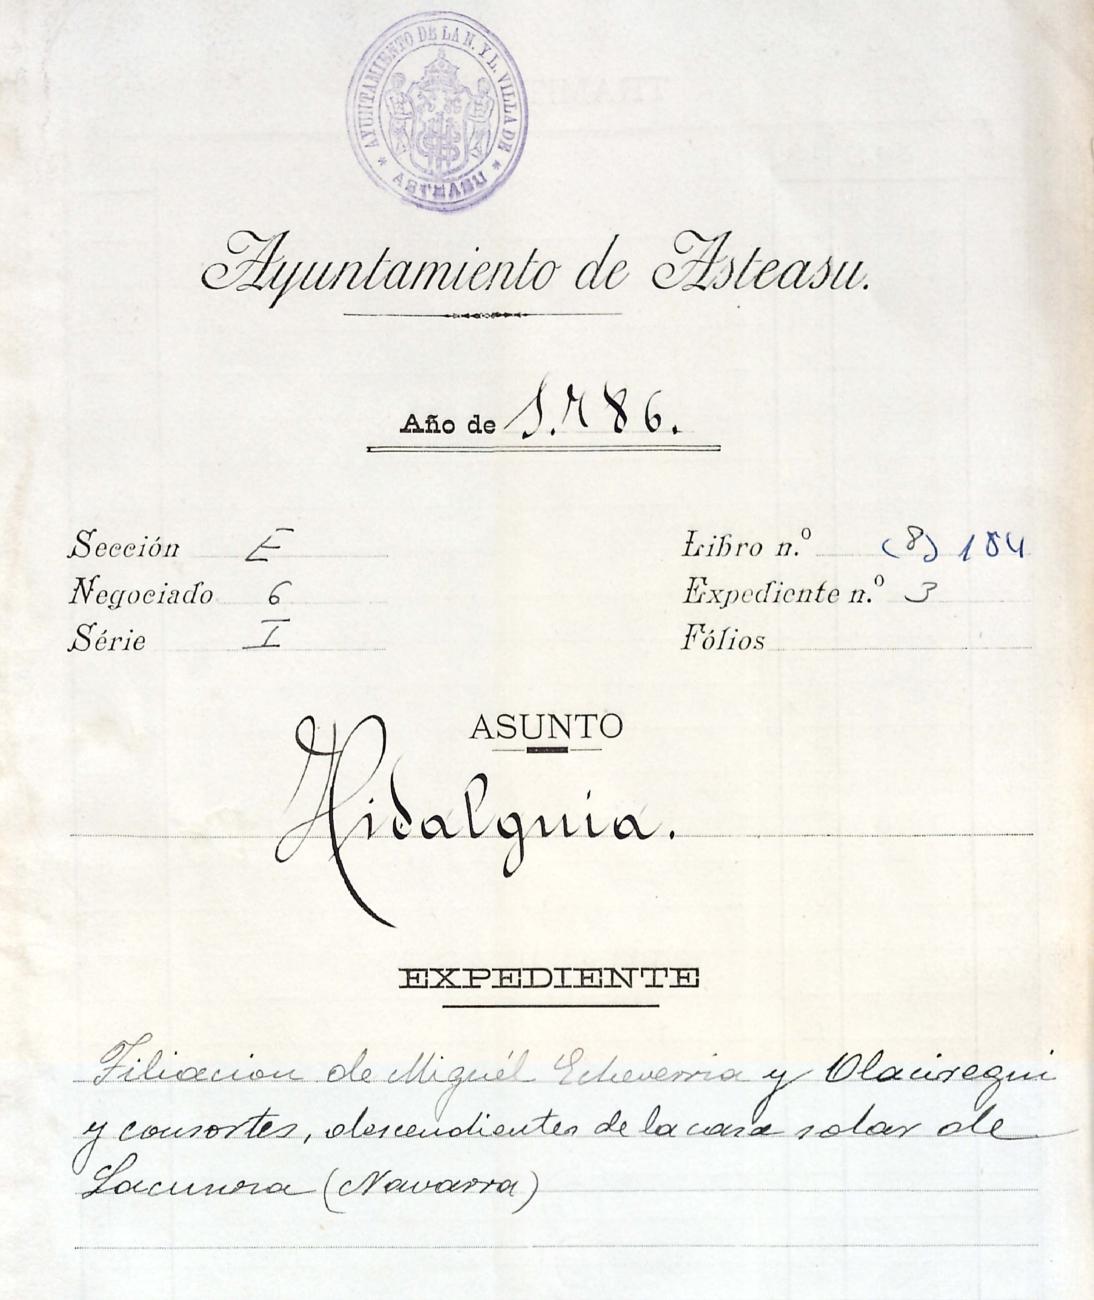 AYUNTAMIENTO DE LA N. Y L. VILLA DE
* ASTEASU *
Ayuntamiento de Asteasu.
Año de 1.786.
Sección E
Libro n.º (8) 184
Negociado 6
Expediente n.º 3
Série I
Fólios
ASUNTO
Hidalguia.
EXPEDIENTE
Filiacion de Miguél Echeverria y Olaciregui
y consortes, descendientes de la casa solar de
Lacunza (Navarra)